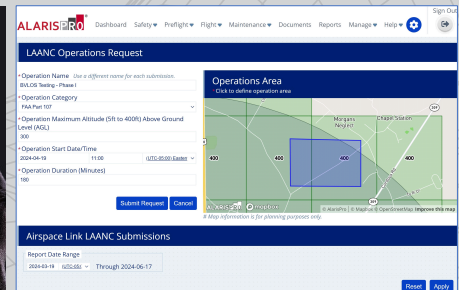 Sign Out
ALARISPRO Dashboard Safety Preflight Flight Maintenance Documents Reports Manage Help
LAANC Operations Request
*Operation Name Use a different name for each submission.
BVLOS Testing - Phase I
*Operation Category
FAA Part 107
*Operation Maximum Altitude (5ft to 400ft) Above Ground
Level (AGL)
300
*Operation Start Date/Time
2024-04-19 11:00 (UTC-05:00) Eastern
*Operation Duration (Minutes)
180
Submit Request Cancel
Operations Area
*Click to define operation area
Morgans
Neglect
Chapel Station
400 400 400 400
ALARISPRO mapbox
© AlarisPro | © Mapbox © OpenStreetMap Improve this map
# Map information is for planning purposes only.
Airspace Link LAANC Submissions
Report Date Range
2024-03-19 (UTC-05: Through 2024-06-17
Reset Apply